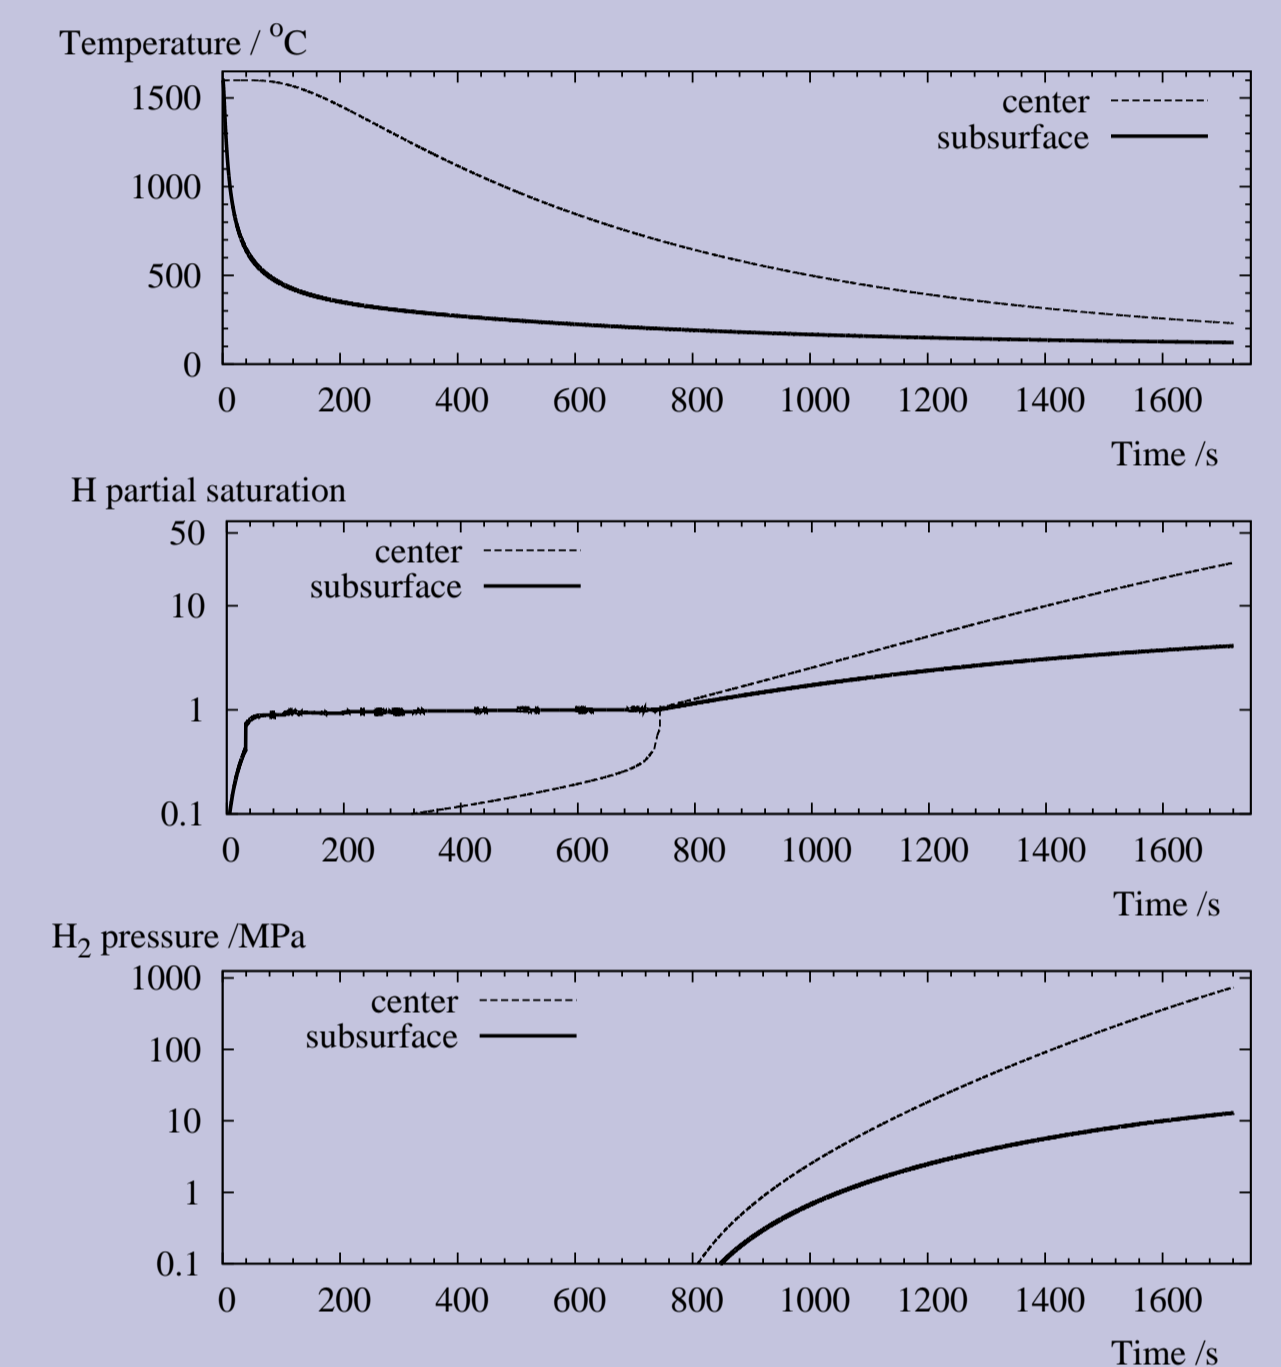 Temperature / °C
1500
1000
500
0
center
subsurface
0 200 400 600 800 1000 1200 1400 1600
Time /s
H partial saturation
50
10
1
0.1
center
subsurface
0 200 400 600 800 1000 1200 1400 1600
Time /s
H₂ pressure /MPa
1000
100
10
1
0.1
center
subsurface
0 200 400 600 800 1000 1200 1400 1600
Time /s